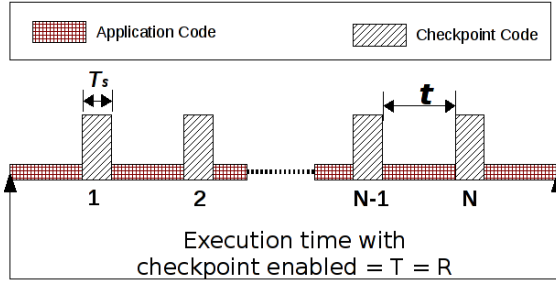 Application Code
Checkpoint Code
Ts
t
1
2
N-1
N
Execution time with
checkpoint enabled = T = R